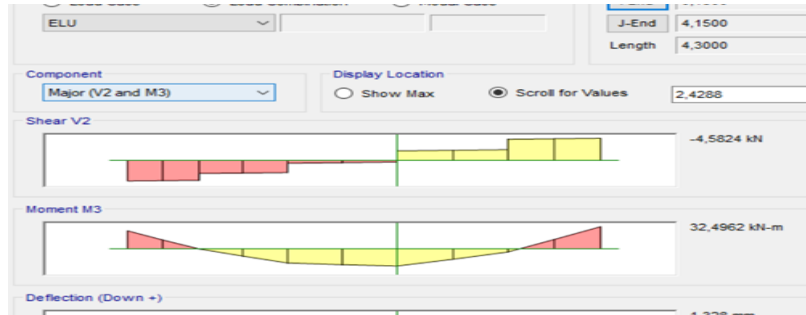 ELU
J-End 4,1500
Length 4,3000
Component
Display Location
Major (V2 and M3)
Show Max
Scroll for Values
2,4288
Shear V2
-4,5824 kN
Moment M3
32,4962 kN-m
Deflection (Down +)